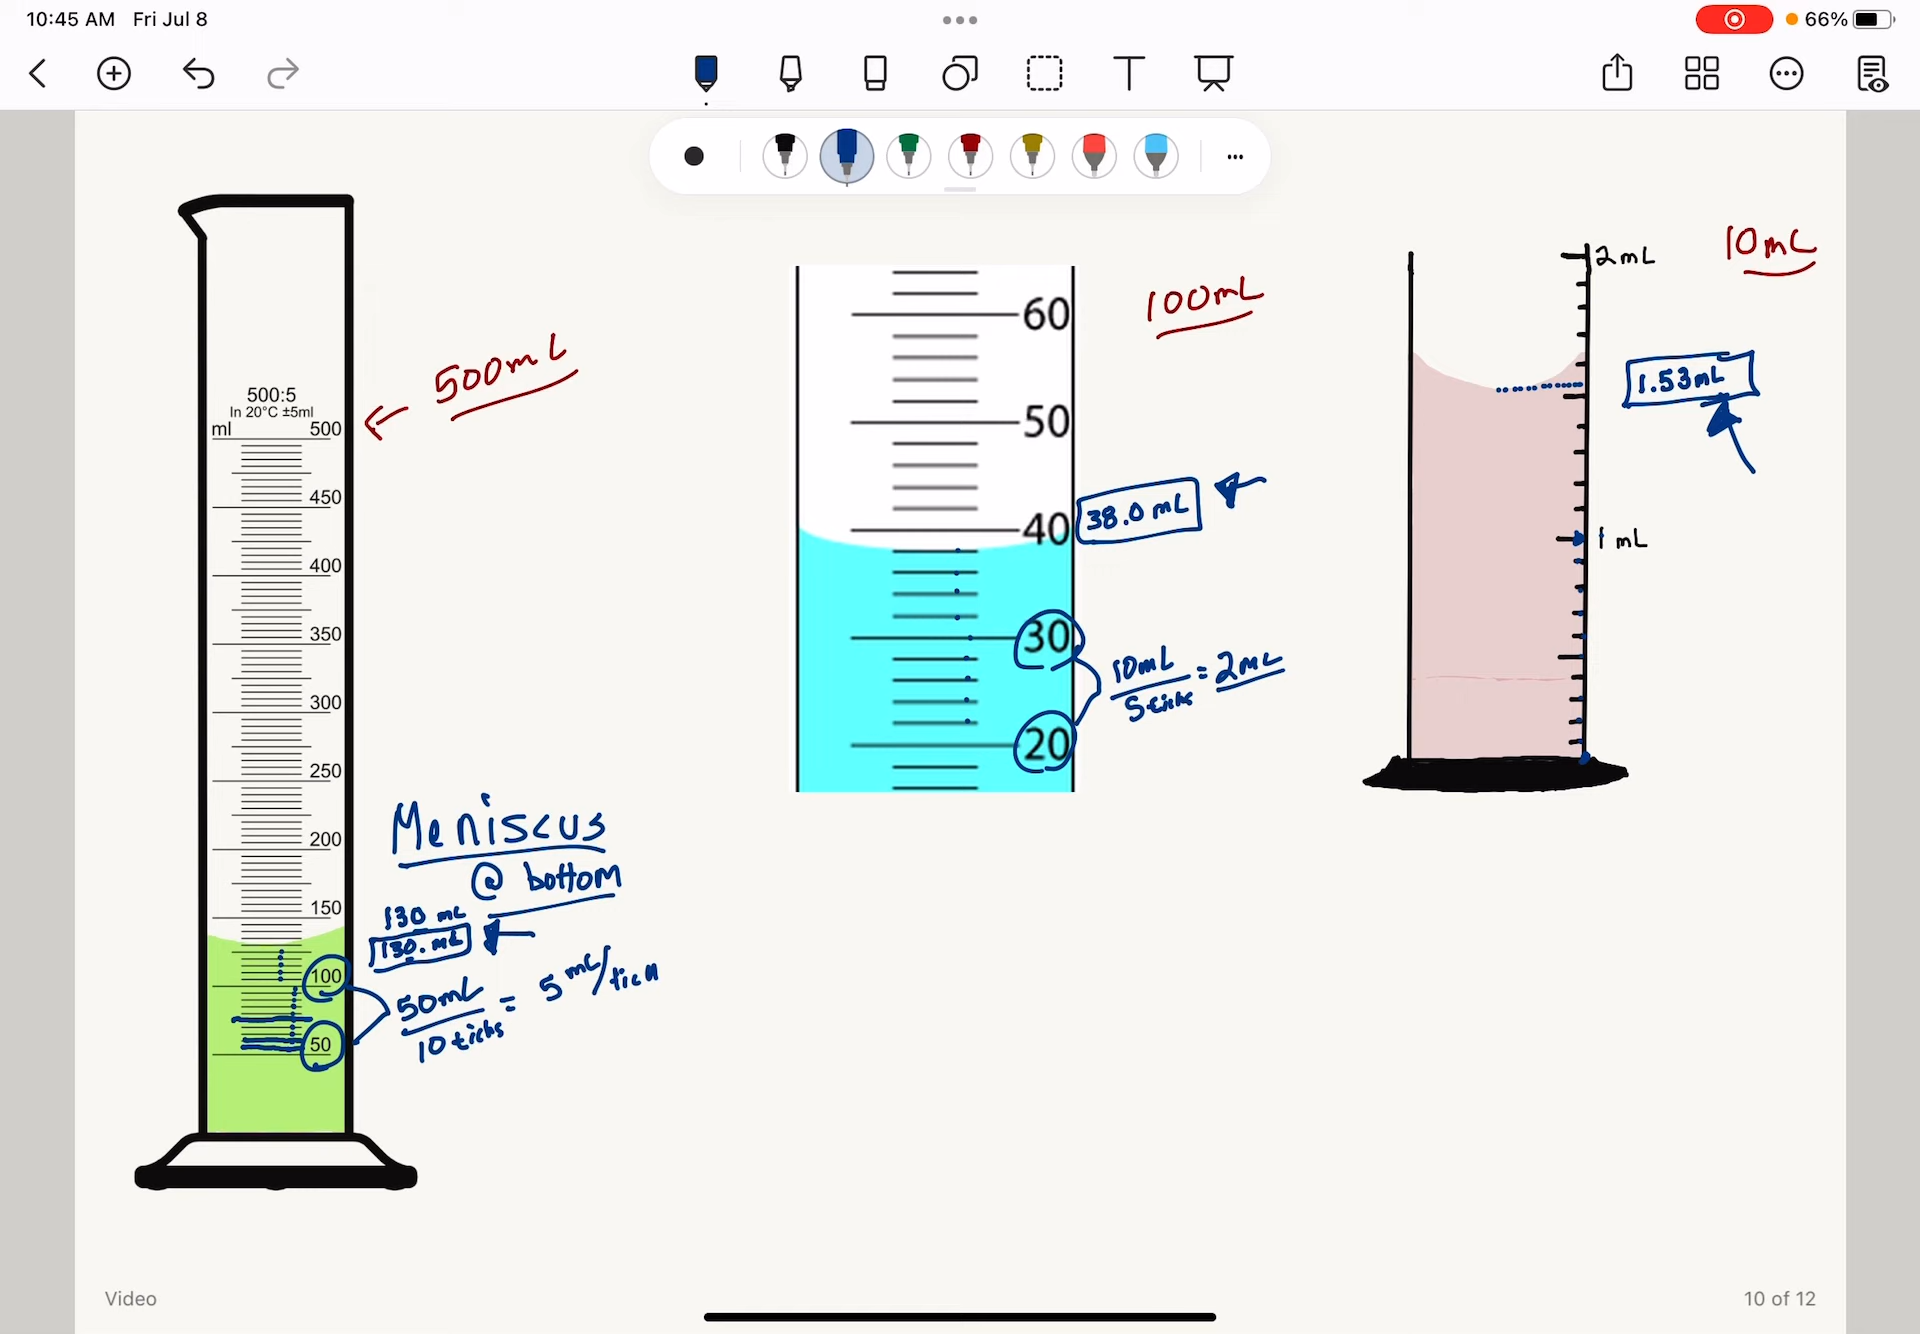 10:45 AM Fri Jul 8
66%
500:5
In 20°C ±5ml
ml 500
450
400
350
300
250
200
150
100
50
500mL
Meniscus
@ bottom
130 mL
130. mL
50mL
10 ticks
= 5 mL/tick
60
50
40
30
20
100mL
38.0 mL
10mL
5 ticks
= 2mL
2mL
10mL
1.53mL
1 mL
Video
10 of 12